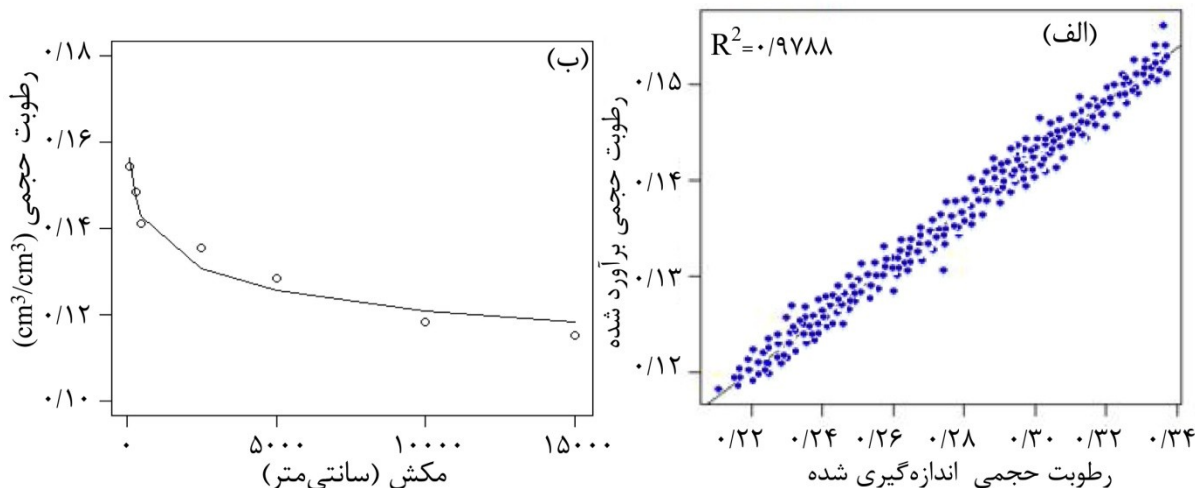 (الف)
R²=۰/۹۷۸۸
رطوبت حجمی برآورد شده
۰/۱۵
۰/۱۴
۰/۱۳
۰/۱۲
۰/۲۲ ۰/۲۴ ۰/۲۶ ۰/۲۸ ۰/۳۰ ۰/۳۲ ۰/۳۴
رطوبت حجمی اندازه‌گیری شده
(ب)
رطوبت حجمی (cm³/cm³)
۰/۱۸
۰/۱۶
۰/۱۴
۰/۱۲
۰/۱۰
۰ ۵۰۰۰ ۱۰۰۰۰ ۱۵۰۰۰
مکش (سانتی‌متر)